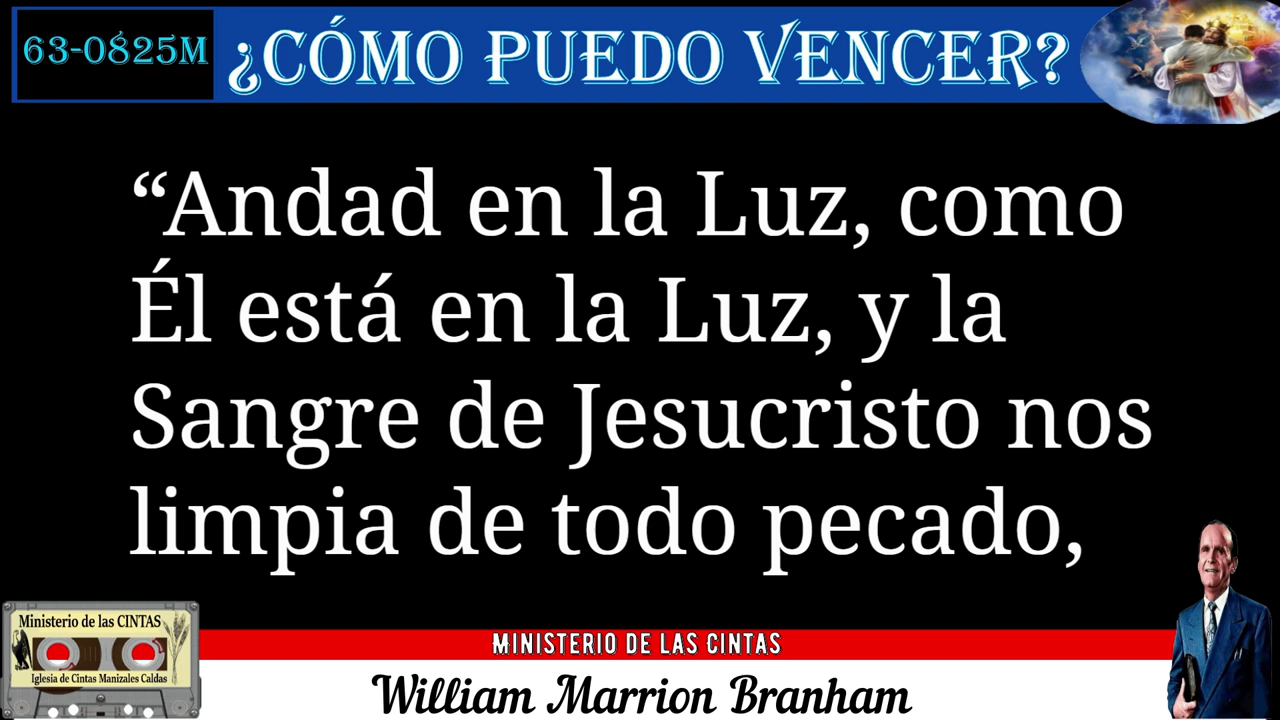 63-0825M
¿CÓMO PUEDO VENCER?
“Andad en la Luz, como
Él está en la Luz, y la
Sangre de Jesucristo nos
limpia de todo pecado,
Ministerio de las CINTAS
Iglesia de Cintas Manizales Caldas
MINISTERIO DE LAS CINTAS
William Marrion Branham